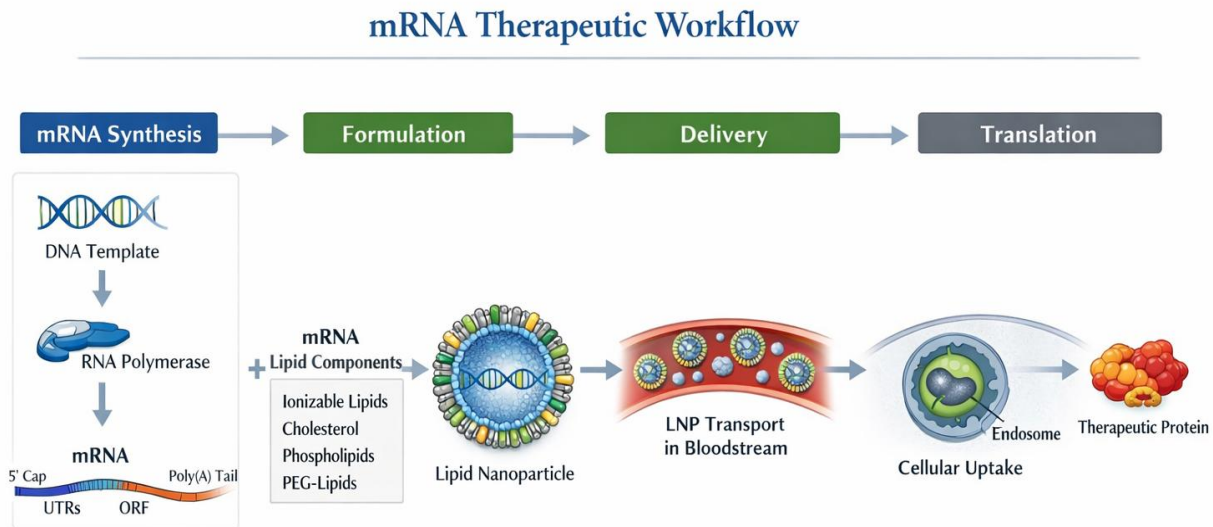 mRNA Therapeutic Workflow
mRNA Synthesis
Formulation
Delivery
Translation
DNA Template
RNA Polymerase
mRNA
5' Cap
Poly(A) Tail
UTRs
ORF
+
mRNA
Lipid Components
Ionizable Lipids
Cholesterol
Phospholipids
PEG-Lipids
Lipid Nanoparticle
LNP Transport
in Bloodstream
Endosome
Cellular Uptake
Therapeutic Protein